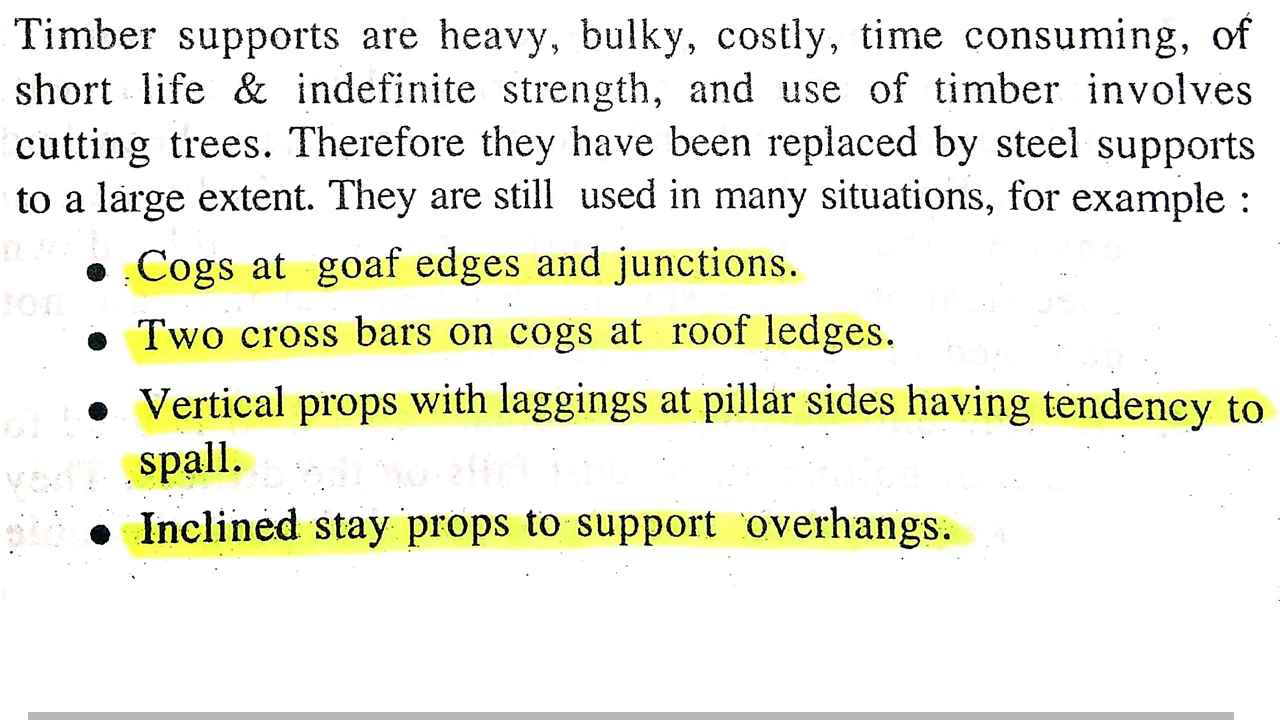 Timber supports are heavy, bulky, costly, time consuming, of
short life & indefinite strength, and use of timber involves
cutting trees. Therefore they have been replaced by steel supports
to a large extent. They are still used in many situations, for example :
• Cogs at goaf edges and junctions.
• Two cross bars on cogs at roof ledges.
• Vertical props with laggings at pillar sides having tendency to
spall.
• Inclined stay props to support overhangs.